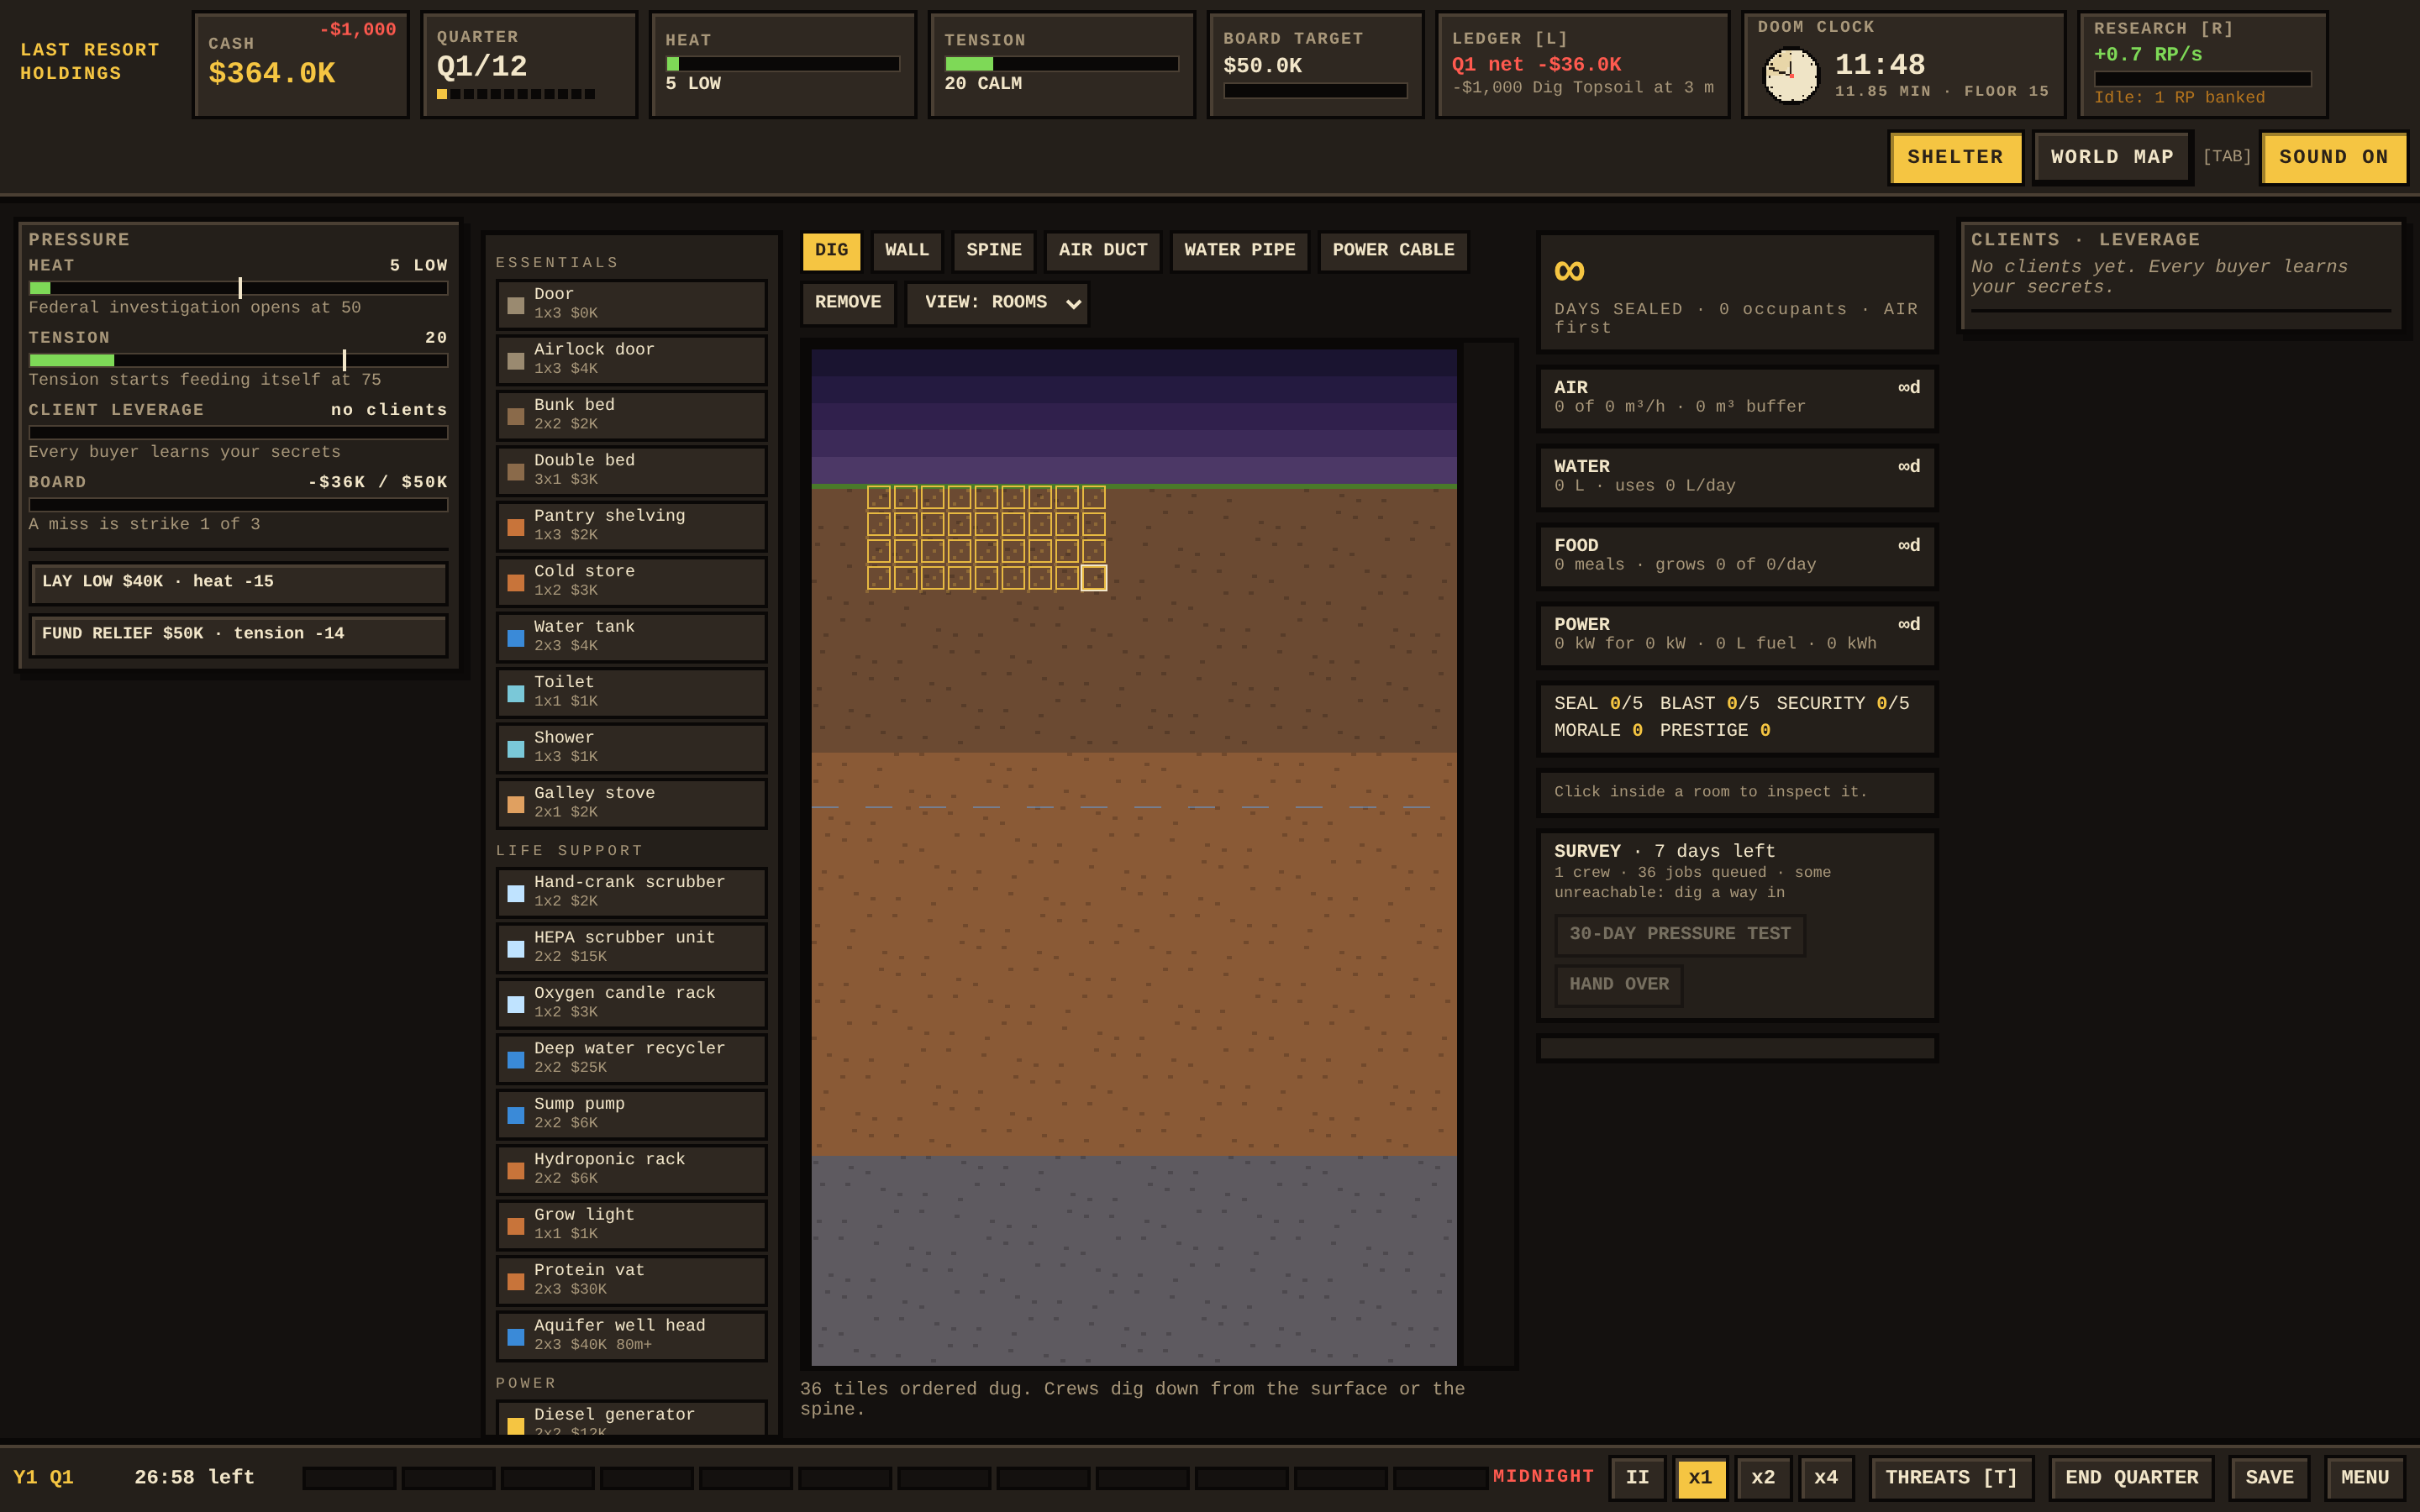 LAST RESORT
HOLDINGS
CASH
-$1,000
$364.0K
QUARTER
Q1/12
HEAT
5 LOW
TENSION
20 CALM
BOARD TARGET
$50.0K
LEDGER [L]
Q1 net -$36.0K
-$1,000 Dig Topsoil at 3 m
DOOM CLOCK
11:48
11.85 MIN · FLOOR 15
RESEARCH [R]
+0.7 RP/s
Idle: 1 RP banked
SHELTER
WORLD MAP
[TAB]
SOUND ON
PRESSURE
HEAT 5 LOW
Federal investigation opens at 50
TENSION 20
Tension starts feeding itself at 75
CLIENT LEVERAGE no clients
Every buyer learns your secrets
BOARD -$36K / $50K
A miss is strike 1 of 3
LAY LOW $40K · heat -15
FUND RELIEF $50K · tension -14
ESSENTIALS
Door
1x3 $0K
Airlock door
1x3 $4K
Bunk bed
2x2 $2K
Double bed
3x1 $3K
Pantry shelving
1x3 $2K
Cold store
1x2 $3K
Water tank
2x3 $4K
Toilet
1x1 $1K
Shower
1x3 $1K
Galley stove
2x1 $2K
LIFE SUPPORT
Hand-crank scrubber
1x2 $2K
HEPA scrubber unit
2x2 $15K
Oxygen candle rack
1x2 $3K
Deep water recycler
2x2 $25K
Sump pump
2x2 $6K
Hydroponic rack
2x2 $6K
Grow light
1x1 $1K
Protein vat
2x3 $30K
Aquifer well head
2x3 $40K 80m+
POWER
Diesel generator
2x2 $12K
DIG
WALL
SPINE
AIR DUCT
WATER PIPE
POWER CABLE
REMOVE
VIEW: ROOMS
36 tiles ordered dug. Crews dig down from the surface or the
spine.
∞
DAYS SEALED · 0 occupants · AIR
first
AIR ∞d
0 of 0 m³/h · 0 m³ buffer
WATER ∞d
0 L · uses 0 L/day
FOOD ∞d
0 meals · grows 0 of 0/day
POWER ∞d
0 kW for 0 kW · 0 L fuel · 0 kWh
SEAL 0/5 BLAST 0/5 SECURITY 0/5
MORALE 0 PRESTIGE 0
Click inside a room to inspect it.
SURVEY · 7 days left
1 crew · 36 jobs queued · some
unreachable: dig a way in
30-DAY PRESSURE TEST
HAND OVER
CLIENTS · LEVERAGE
No clients yet. Every buyer learns
your secrets.
Y1 Q1
26:58 left
MIDNIGHT
II
x1
x2
x4
THREATS [T]
END QUARTER
SAVE
MENU